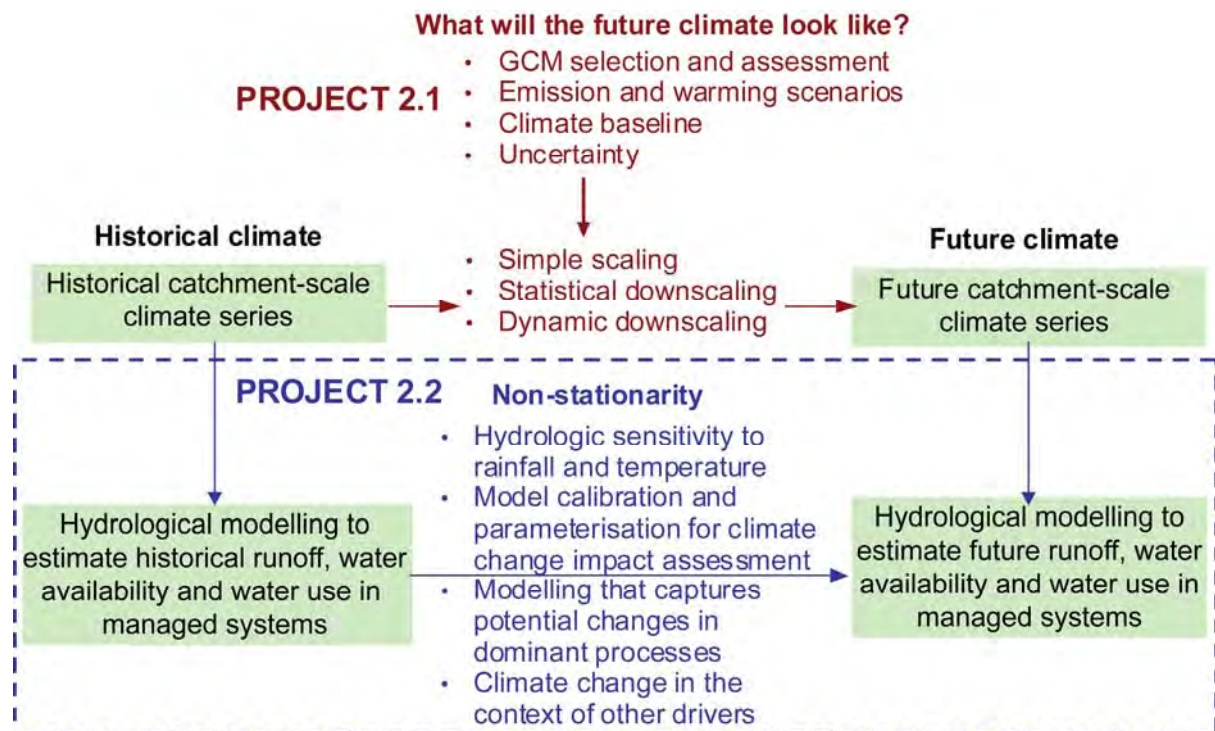 What will the future climate look like?
• GCM selection and assessment
PROJECT 2.1
• Emission and warming scenarios
• Climate baseline
• Uncertainty
Historical climate
Historical catchment-scale
climate series
• Simple scaling
• Statistical downscaling
• Dynamic downscaling
Future climate
Future catchment-scale
climate series
PROJECT 2.2
Non-stationarity
• Hydrologic sensitivity to
rainfall and temperature
• Model calibration and
parameterisation for climate
change impact assessment
• Modelling that captures
potential changes in
dominant processes
• Climate change in the
context of other drivers
Hydrological modelling to
estimate historical runoff, water
availability and water use in
managed systems
Hydrological modelling to
estimate future runoff, water
availability and water use in
managed systems